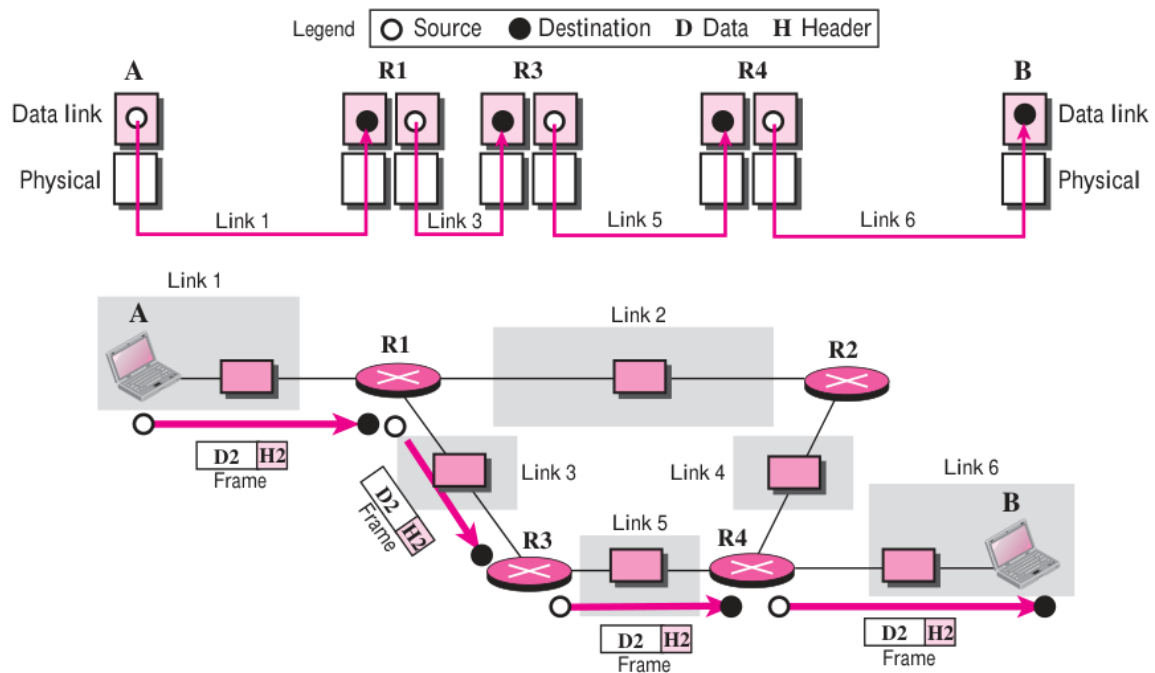 Legend Source Destination D Data H Header
A R1 R3 R4 B
Data link Data link
Physical Physical
Link 1 Link 3 Link 5 Link 6
Link 1
A
Link 2
R1 R2
D2 H2
Frame
Link 3
D2 H2
Frame
Link 4
Link 6
B
R3 Link 5 R4
D2 H2
Frame
D2 H2
Frame